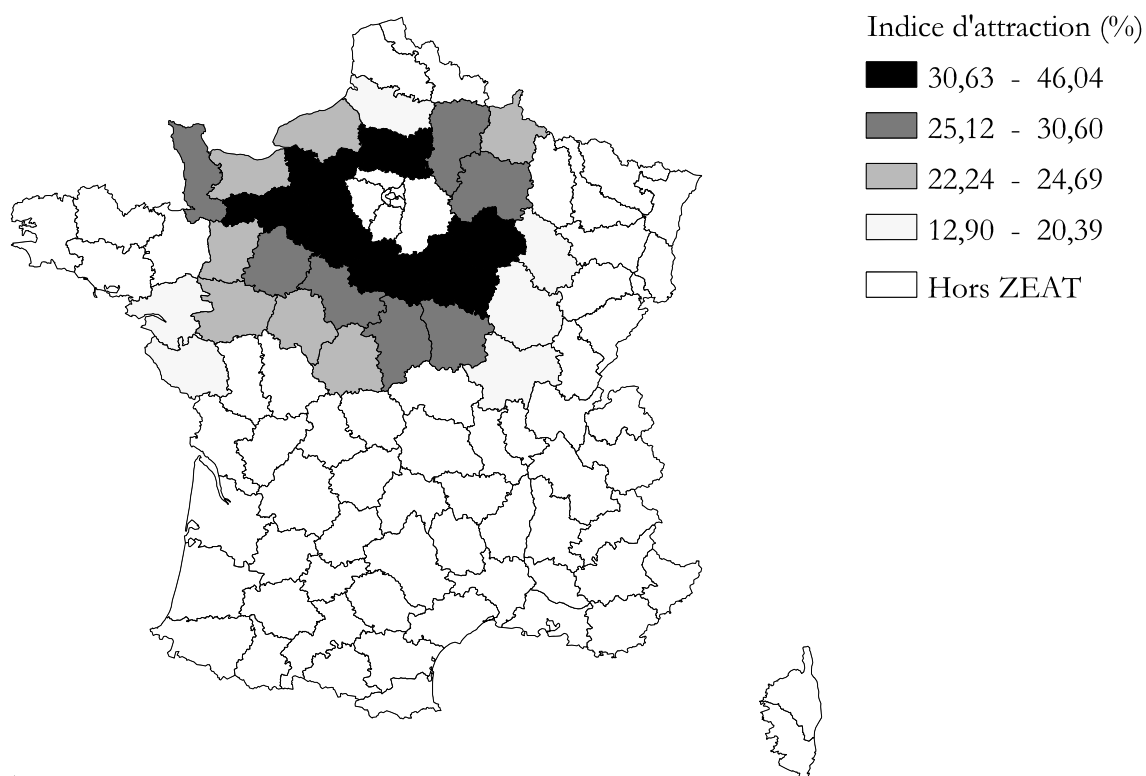 Indice d'attraction (%)
30,63 - 46,04
25,12 - 30,60
22,24 - 24,69
12,90 - 20,39
Hors ZEAT